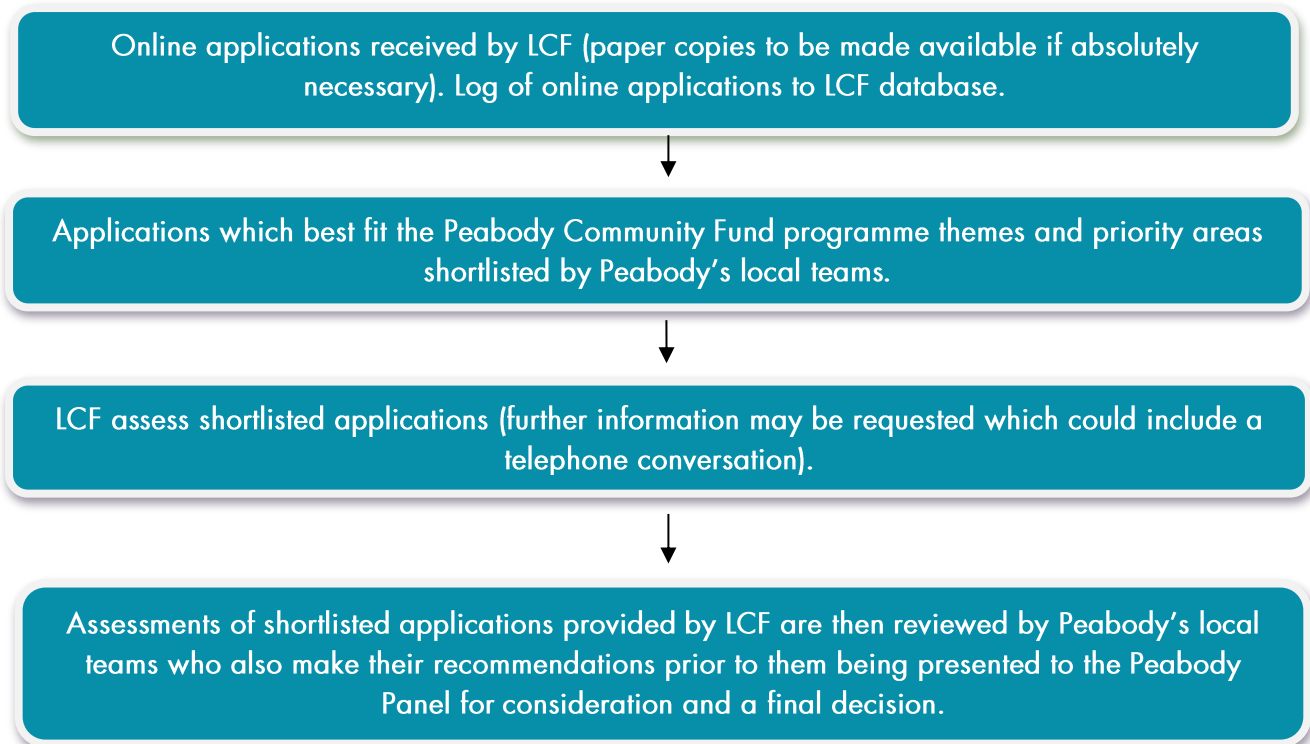 Online applications received by LCF (paper copies to be made available if absolutely
necessary). Log of online applications to LCF database.
Applications which best fit the Peabody Community Fund programme themes and priority areas
shortlisted by Peabody’s local teams.
LCF assess shortlisted applications (further information may be requested which could include a
telephone conversation).
Assessments of shortlisted applications provided by LCF are then reviewed by Peabody’s local
teams who also make their recommendations prior to them being presented to the Peabody
Panel for consideration and a final decision.